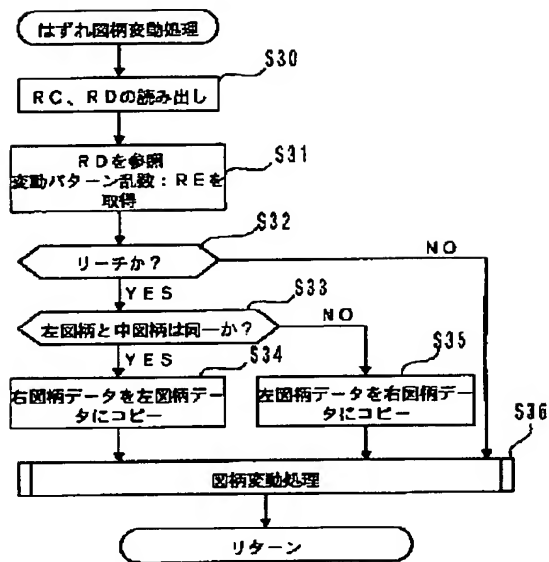 はずれ図柄変動処理
S30
RC、RDの読み出し
S31
RDを参照
変動パターン乱数：REを
取得
S32
リーチか？
NO
YES
S33
左図柄と中図柄は同一か？
NO
YES
S34
S35
右図柄データを左図柄デー
タにコピー
左図柄データを右図柄デー
タにコピー
S36
図柄変動処理
リターン